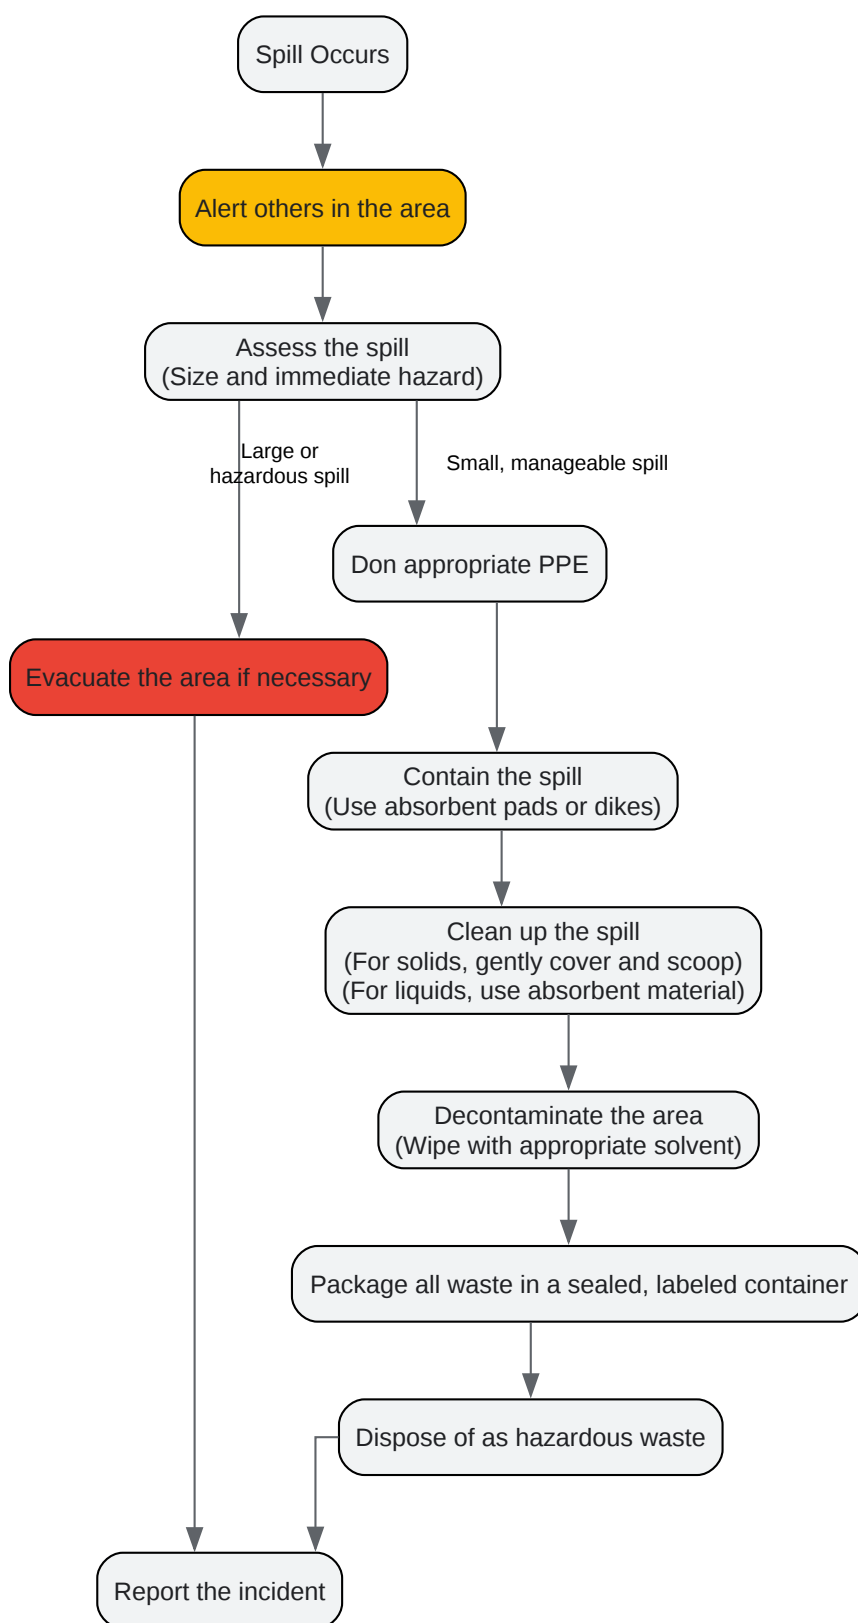 Spill Occurs
Alert others in the area
Assess the spill
(Size and immediate hazard)
Large or
hazardous spill
Small, manageable spill
Don appropriate PPE
Evacuate the area if necessary
Contain the spill
(Use absorbent pads or dikes)
Clean up the spill
(For solids, gently cover and scoop)
(For liquids, use absorbent material)
Decontaminate the area
(Wipe with appropriate solvent)
Package all waste in a sealed, labeled container
Dispose of as hazardous waste
Report the incident